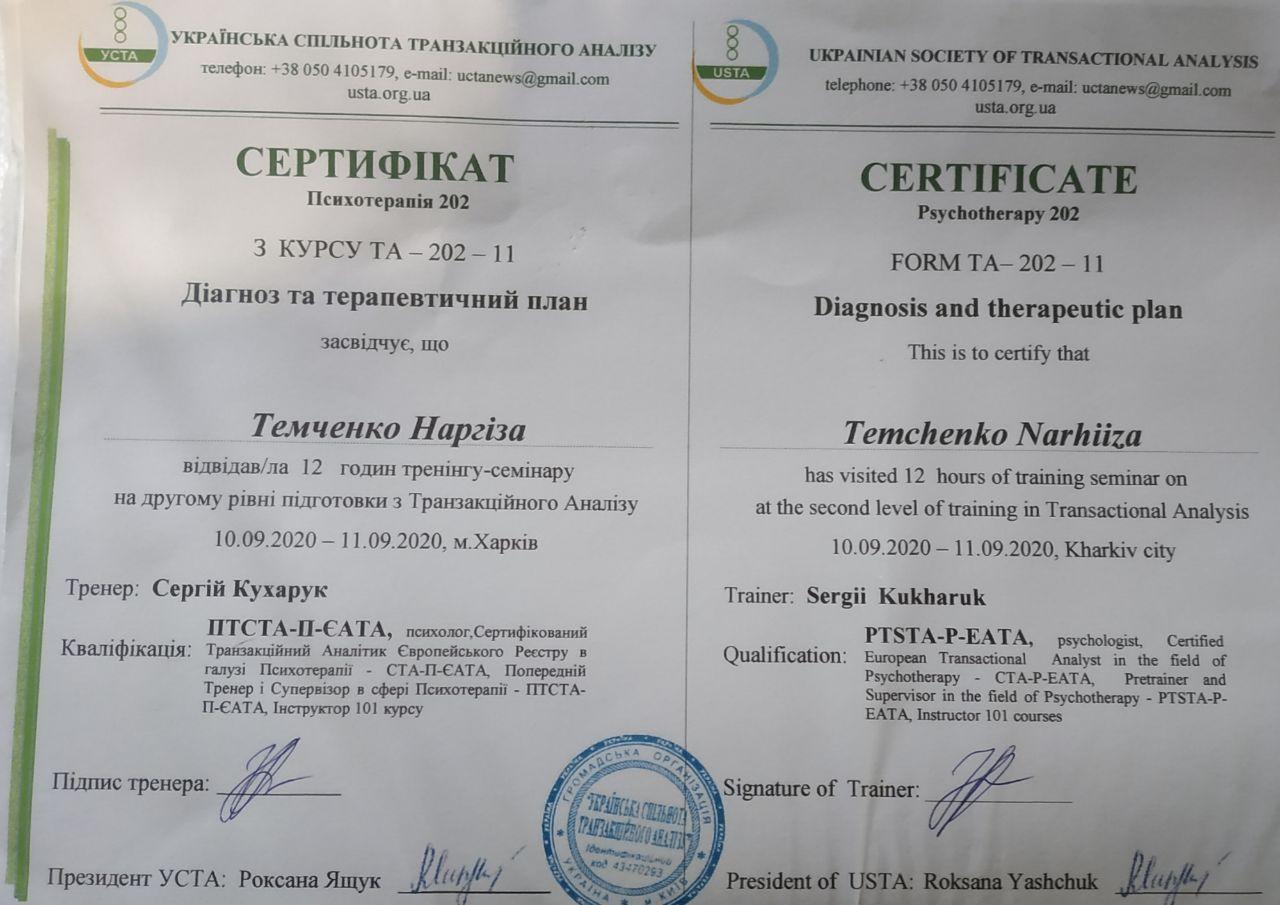 УСТА
УКРАЇНСЬКА СПІЛЬНОТА ТРАНЗАКЦІЙНОГО АНАЛІЗУ
телефон: +38 050 4105179, e-mail: uctanews@gmail.com
usta.org.ua
СЕРТИФІКАТ
Психотерапія 202
З КУРСУ ТА – 202 – 11
Діагноз та терапевтичний план
засвідчує, що
Темченко Наргіза
відвідав/ла 12 годин тренінгу-семінару
на другому рівні підготовки з Транзакційного Аналізу
10.09.2020 – 11.09.2020, м.Харків
Тренер: Сергій Кухарук
Кваліфікація: ПТСТА-П-ЄАТА, психолог,Сертифікований
Транзакційний Аналітик Європейського Реєстру в
галузі Психотерапії - СТА-П-ЄАТА, Попередній
Тренер і Супервізор в сфері Психотерапії - ПТСТА-
П-ЄАТА, Інструктор 101 курсу
Підпис тренера:
Президент УСТА: Роксана Ящук
USTA
UKPAINIAN SOCIETY OF TRANSACTIONAL ANALYSIS
telephone: +38 050 4105179, e-mail: uctanews@gmail.com
usta.org.ua
CERTIFICATE
Psychotherapy 202
FORM TA– 202 – 11
Diagnosis and therapeutic plan
This is to certify that
Temchenko Narhiiza
has visited 12 hours of training seminar on
at the second level of training in Transactional Analysis
10.09.2020 – 11.09.2020, Kharkiv city
Trainer: Sergii Kukharuk
Qualification: PTSTA-P-EATA, psychologist, Certified
European Transactional Analyst in the field of
Psychotherapy - CTA-P-EATA, Pretrainer and
Supervisor in the field of Psychotherapy - PTSTA-P-
EATA, Instructor 101 courses
Signature of Trainer:
President of USTA: Roksana Yashchuk
ГРОМАДСЬКА ОРГАНІЗАЦІЯ
"УКРАЇНСЬКА СПІЛЬНОТА
ТРАНЗАКЦІЙНОГО АНАЛІЗУ"
Ідентифікаційний
код 43470293
УКРАЇНА * м КИЇВ